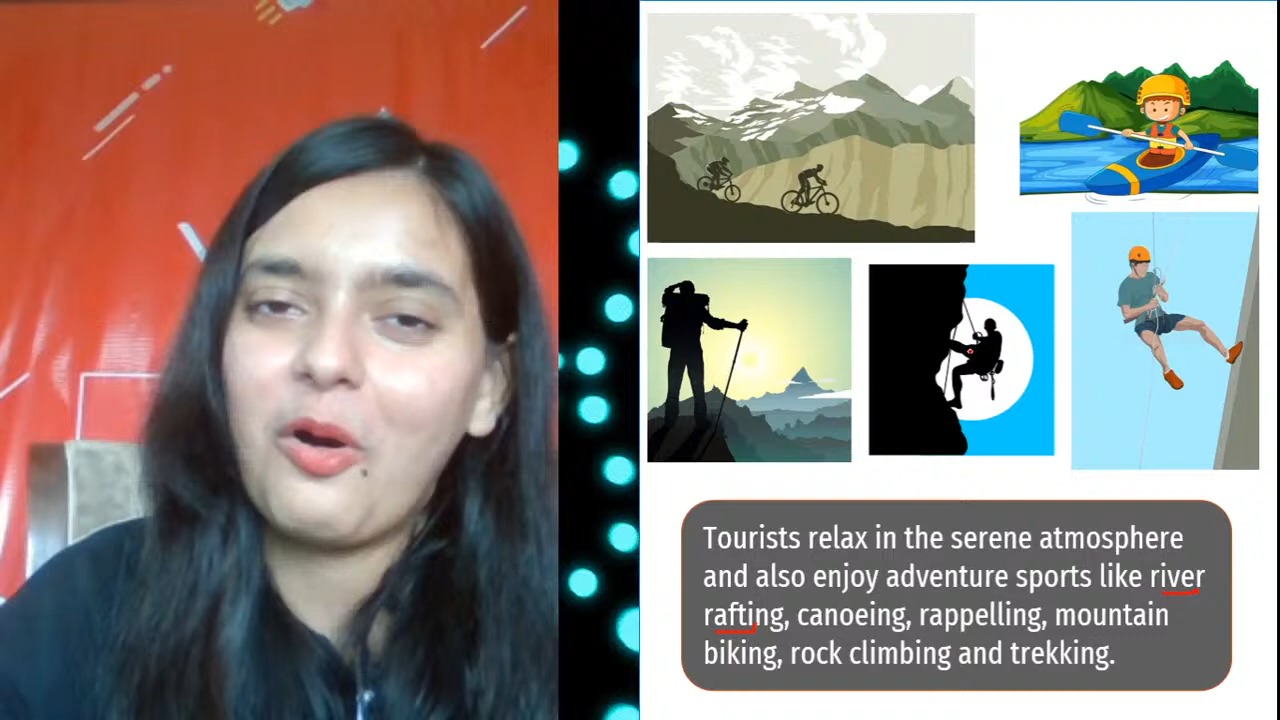 Tourists relax in the serene atmosphere
and also enjoy adventure sports like river
rafting, canoeing, rappelling, mountain
biking, rock climbing and trekking.